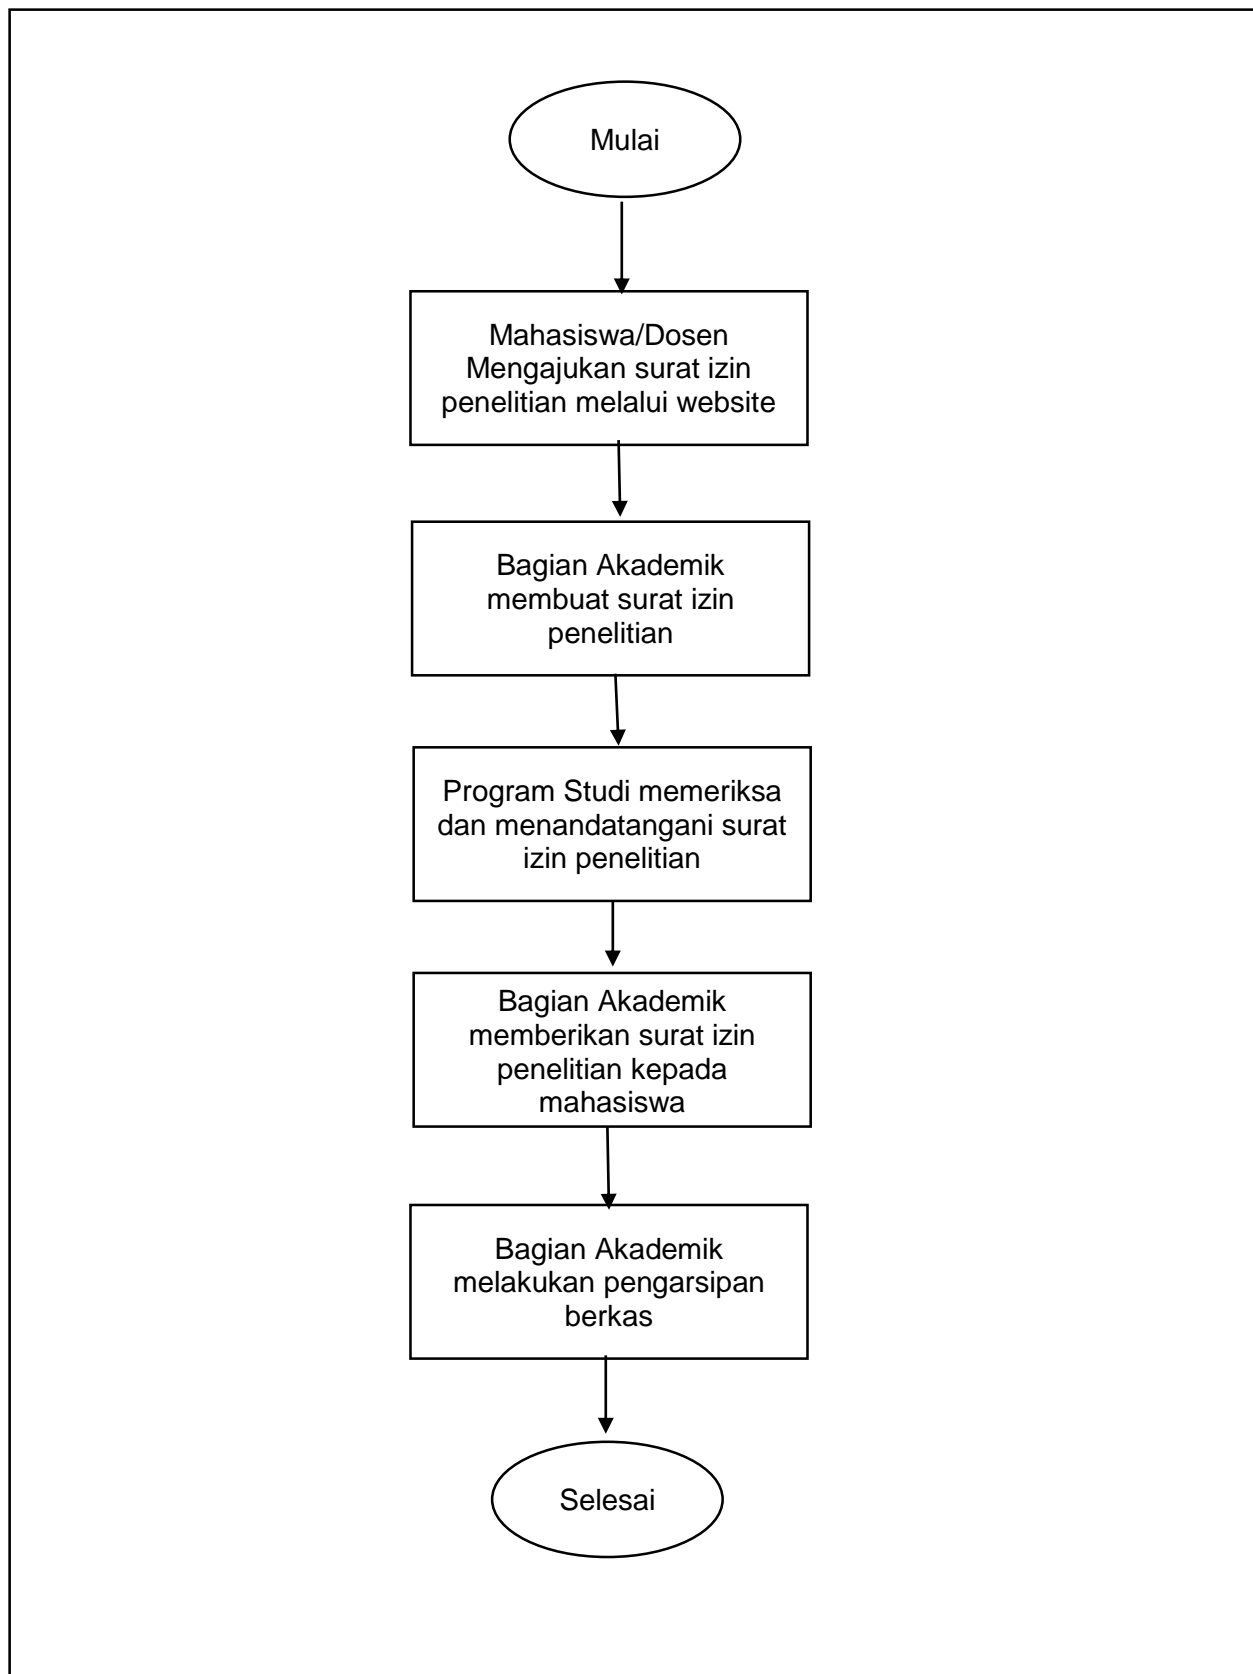 Mulai
Mahasiswa/Dosen
Mengajukan surat izin
penelitian melalui website
Bagian Akademik
membuat surat izin
penelitian
Program Studi memeriksa
dan menandatangani surat
izin penelitian
Bagian Akademik
memberikan surat izin
penelitian kepada
mahasiswa
Bagian Akademik
melakukan pengarsipan
berkas
Selesai